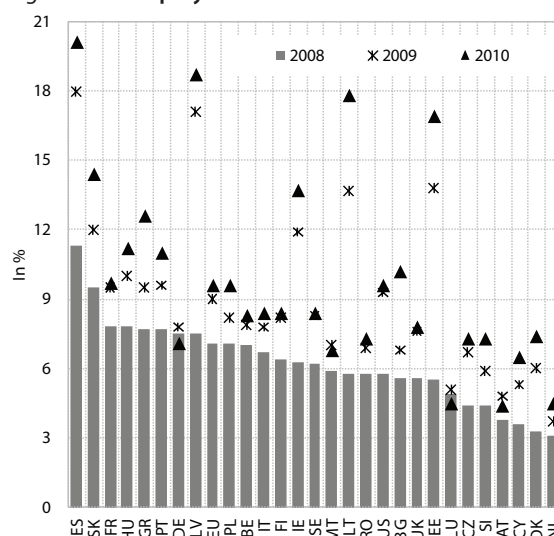 21
2008 2009 2010
18
15
12
In %
9
6
3
0
ES SK FR HU GR PT DE LV EU PL BE IT FI IE SE MT LT RO US BG UK EE LU CZ SI AT CY DK NL